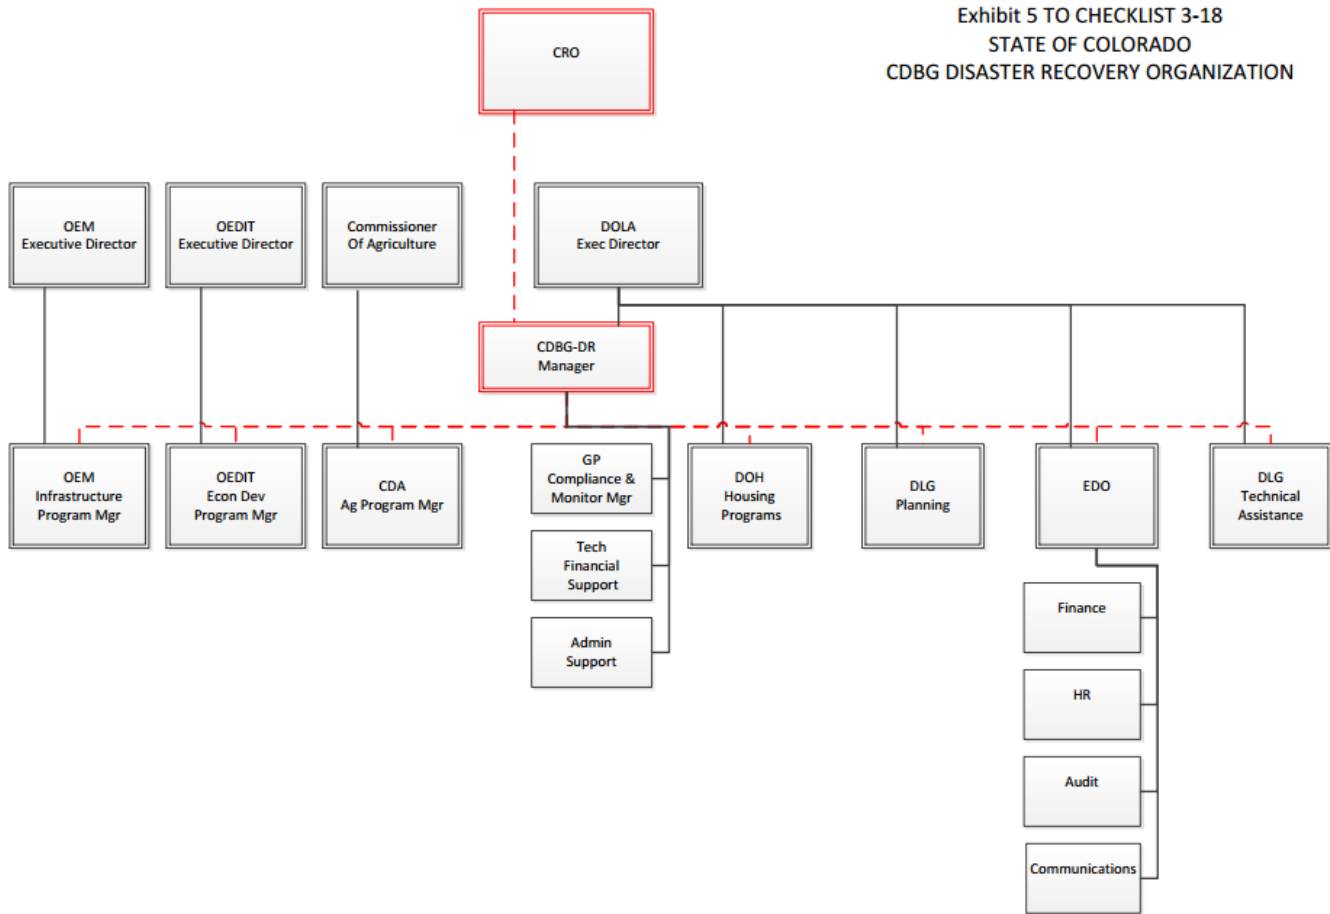 Exhibit 5 TO CHECKLIST 3-18
STATE OF COLORADO
CDBG DISASTER RECOVERY ORGANIZATION
CRO
OEM
Executive Director
OEDIT
Executive Director
Commissioner
Of Agriculture
DOLA
Exec Director
CDBG-DR
Manager
OEM
Infrastructure
Program Mgr
OEDIT
Econ Dev
Program Mgr
CDA
Ag Program Mgr
GP
Compliance &
Monitor Mgr
DOH
Housing
Programs
DLG
Planning
EDO
DLG
Technical
Assistance
Tech
Financial
Support
Admin
Support
Finance
HR
Audit
Communications